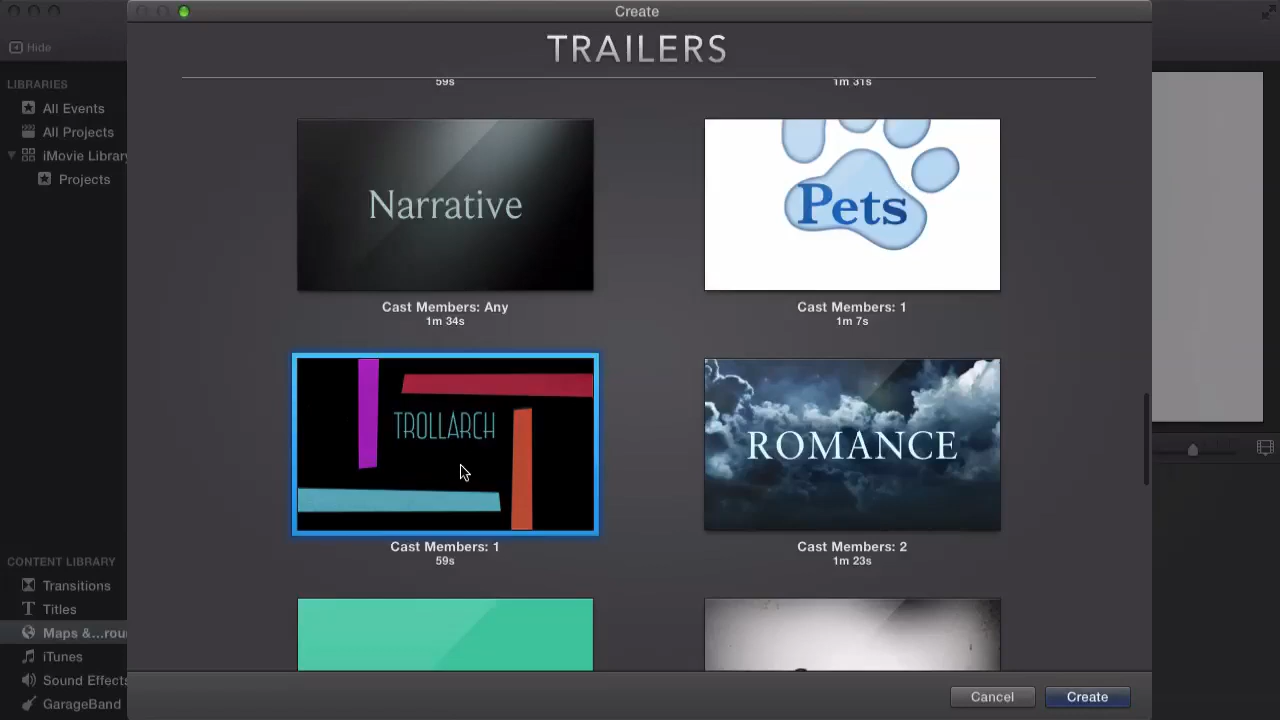 Create
Hide
TRAILERS
LIBRARIES
59s
1m 31s
All Events
All Projects
iMovie Library
Projects
Narrative
Pets
Cast Members: Any
1m 34s
Cast Members: 1
1m 7s
TROLLARCH
ROMANCE
Cast Members: 1
59s
Cast Members: 2
1m 23s
CONTENT LIBRARY
Transitions
Titles
Maps &...rou
iTunes
Sound Effects
GarageBand
Cancel
Create